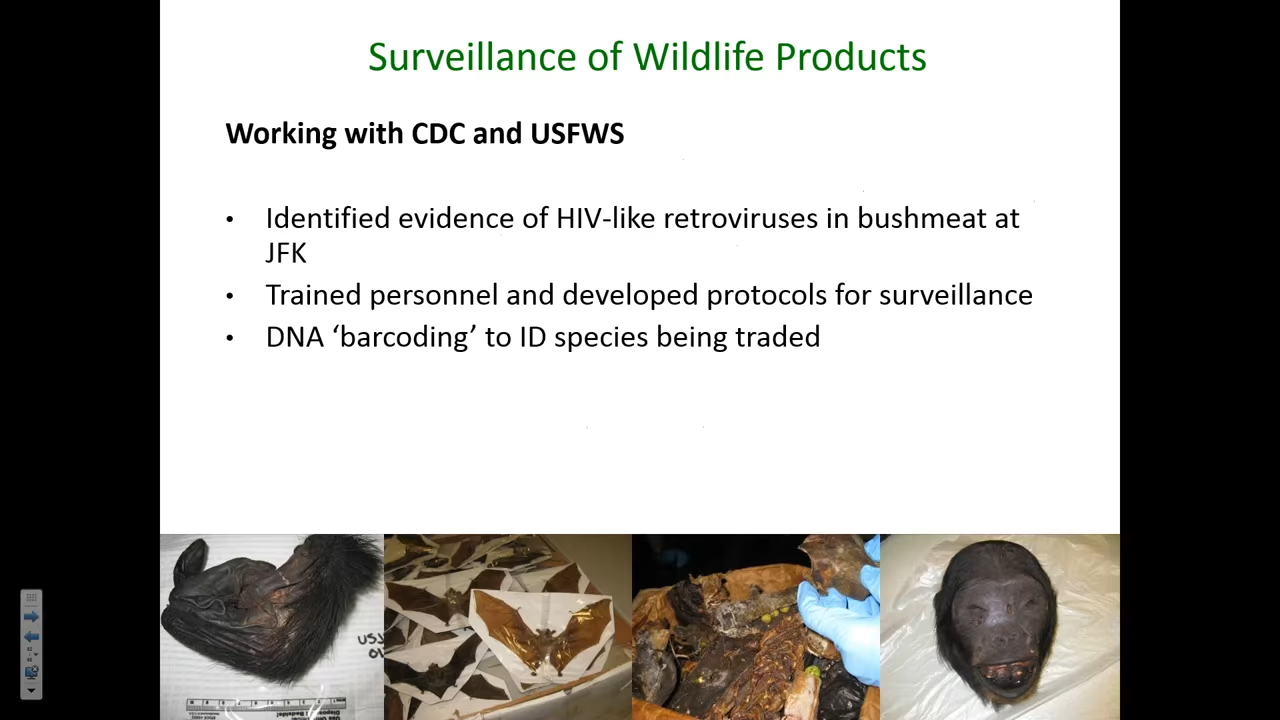 Surveillance of Wildlife Products
Working with CDC and USFWS
• Identified evidence of HIV-like retroviruses in bushmeat at
JFK
• Trained personnel and developed protocols for surveillance
• DNA ‘barcoding’ to ID species being traded